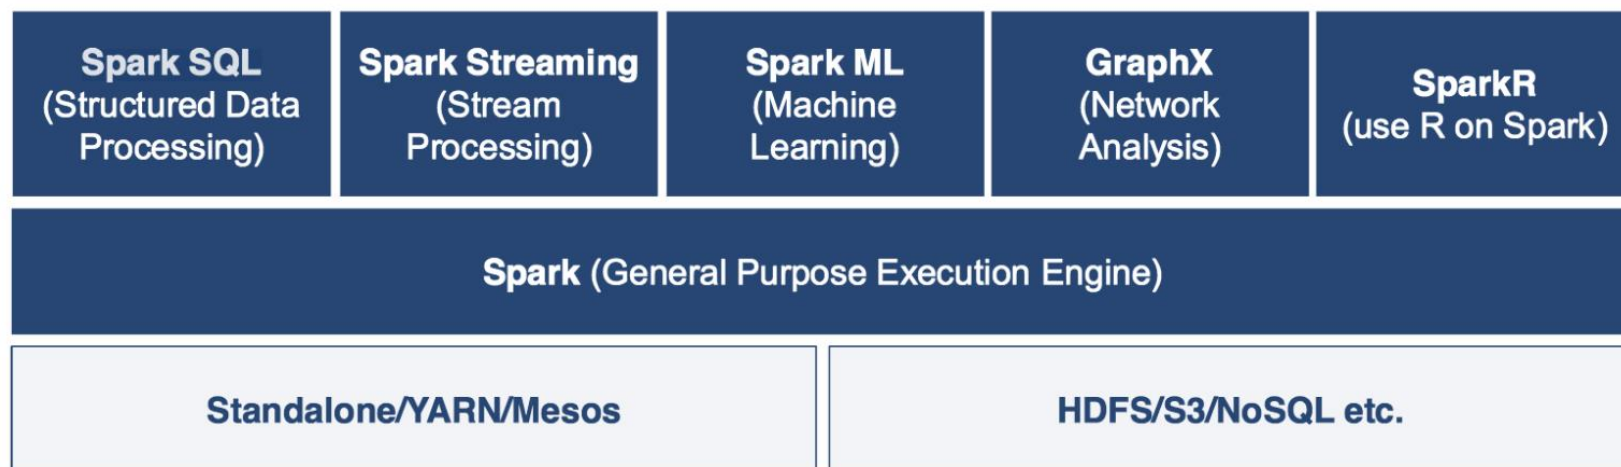 Spark SQL
(Structured Data
Processing)
Spark Streaming
(Stream
Processing)
Spark ML
(Machine
Learning)
GraphX
(Network
Analysis)
SparkR
(use R on Spark)
Spark (General Purpose Execution Engine)
Standalone/YARN/Mesos
HDFS/S3/NoSQL etc.